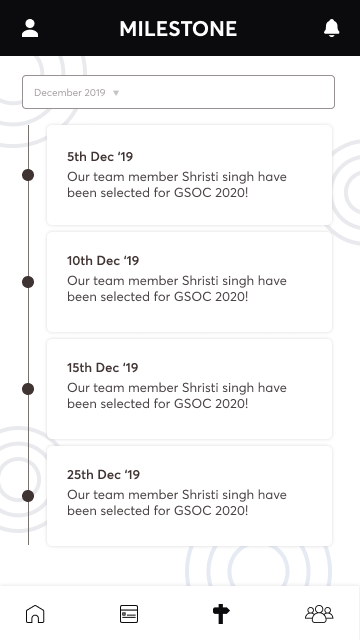 MILESTONE
December 2019
5th Dec '19
Our team member Shristi singh have
been selected for GSOC 2020!
10th Dec '19
Our team member Shristi singh have
been selected for GSOC 2020!
15th Dec '19
Our team member Shristi singh have
been selected for GSOC 2020!
25th Dec '19
Our team member Shristi singh have
been selected for GSOC 2020!